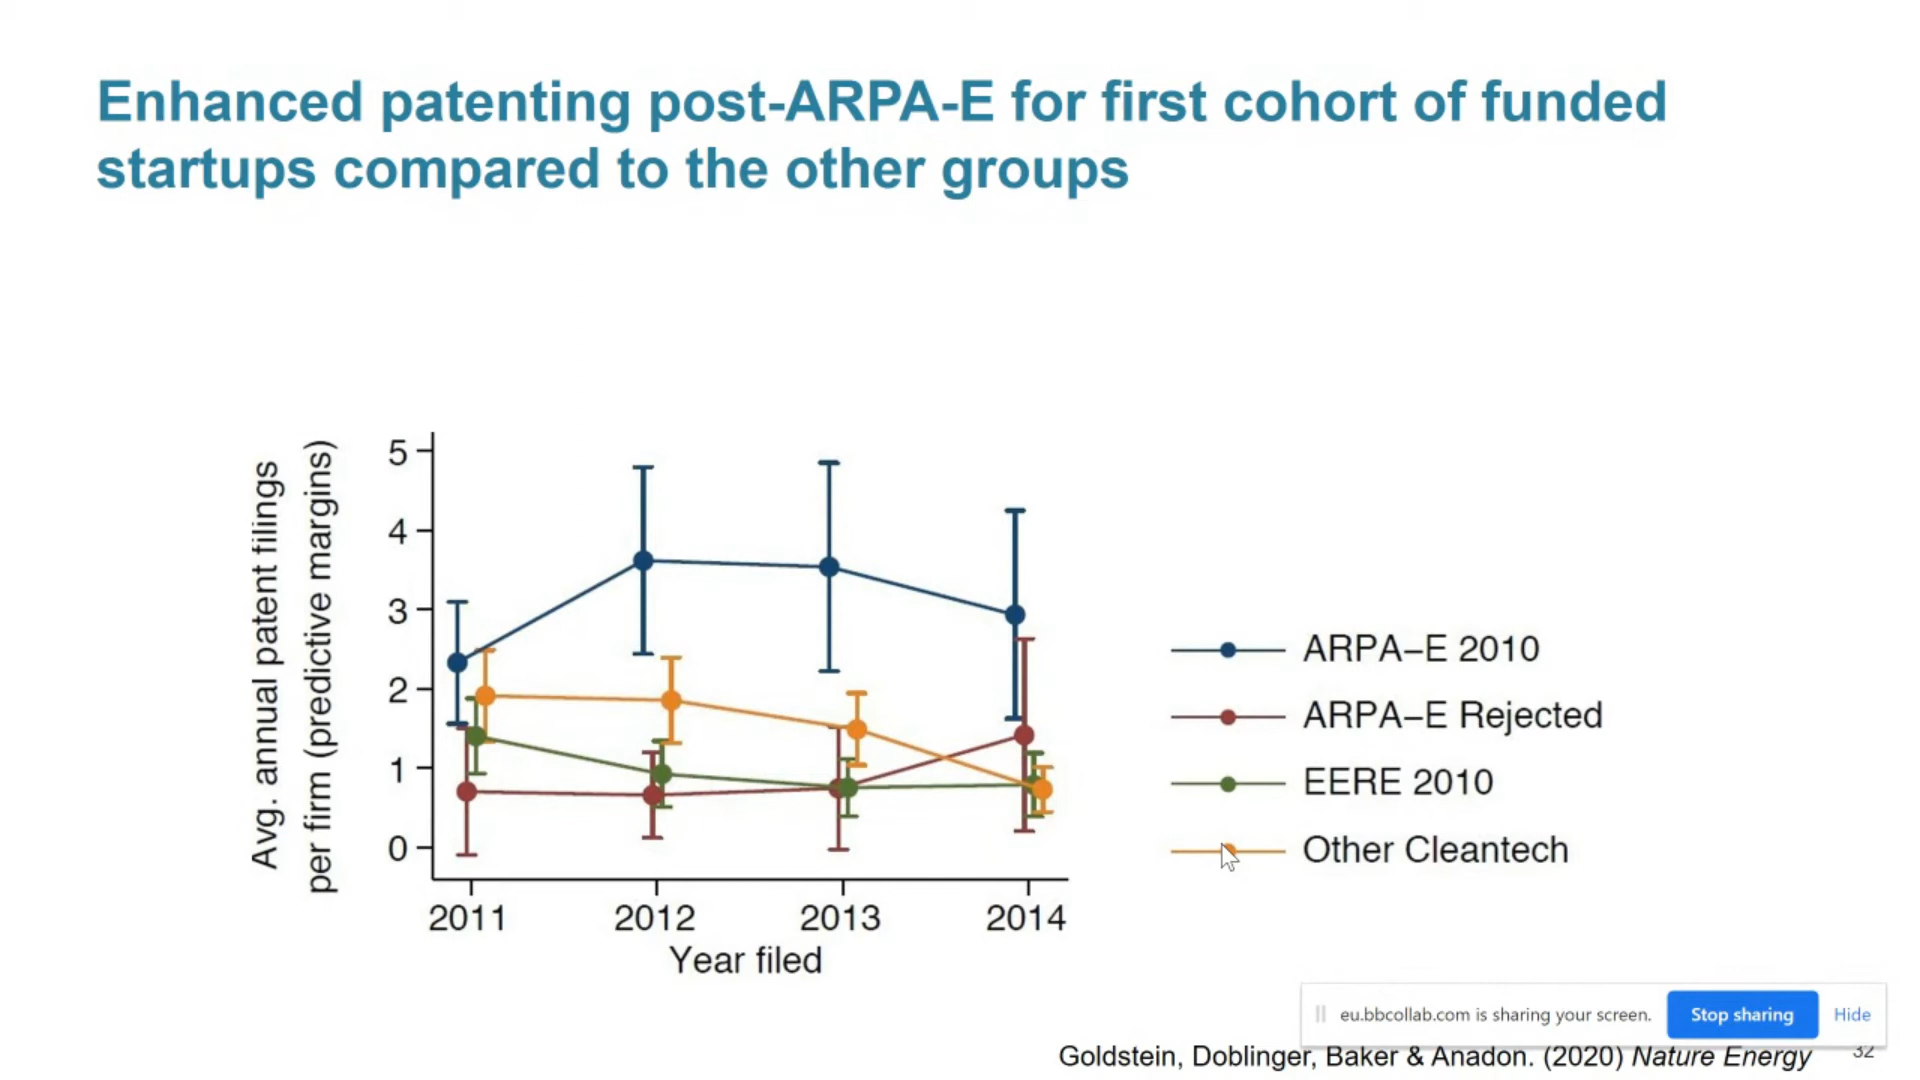 Enhanced patenting post-ARPA-E for first cohort of funded
startups compared to the other groups
Avg. annual patent filings
per firm (predictive margins)
5
4
3
2
1
0
2011 2012 2013 2014
Year filed
ARPA–E 2010
ARPA–E Rejected
EERE 2010
Other Cleantech
eu.bbcollab.com is sharing your screen. Stop sharing Hide
Goldstein, Doblinger, Baker & Anadon. (2020) Nature Energy
32